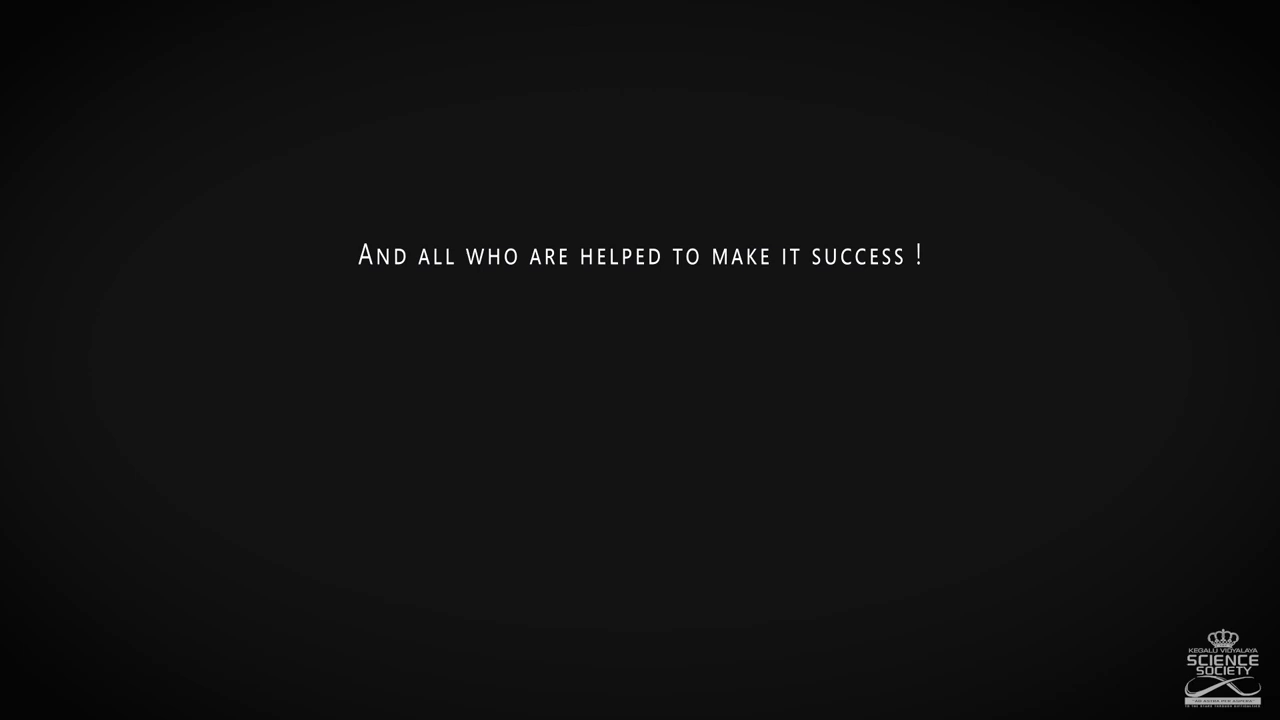 And all who are helped to make it success !
KEGALU VIDYALAYA
SCIENCE
SOCIETY